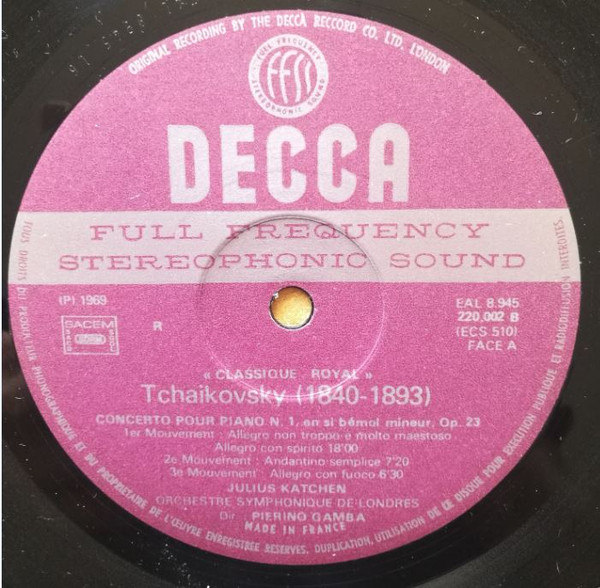 ORIGINAL RECORDING BY THE DECCA RECCORD CO. LTD. LONDON
FULL FREQUENCY
ffss
STEREOPHONIC SOUND
DECCA
FULL FREQUENCY
STEREOPHONIC SOUND
(P) 1969
EAL 8.945
SACEM
R
220.002 B
(ECS 510)
FACE A
« CLASSIQUE ROYAL »
Tchaikovsky (1840-1893)
CONCERTO POUR PIANO N. 1, en si bémol mineur, Op. 23
1er Mouvement : Allegro non troppo e molto maestoso
Allegro con spirito 18'00
2e Mouvement : Andantino semplice 7'20
3e Mouvement : Allegro con fuoco 6'30
JULIUS KATCHEN
ORCHESTRE SYMPHONIQUE DE LONDRES
Dir. PIERINO GAMBA
MADE IN FRANCE
TOUS DROITS DU PRODUCTEUR PHONOGRAPHIQUE ET DU PROPRIETAIRE DE L'ŒUVRE ENREGISTREE RESERVES. DUPLICATION, UTILISATION DE CE DISQUE POUR EXECUTION PUBLIQUE ET RADIODIFFUSION INTERDITES.